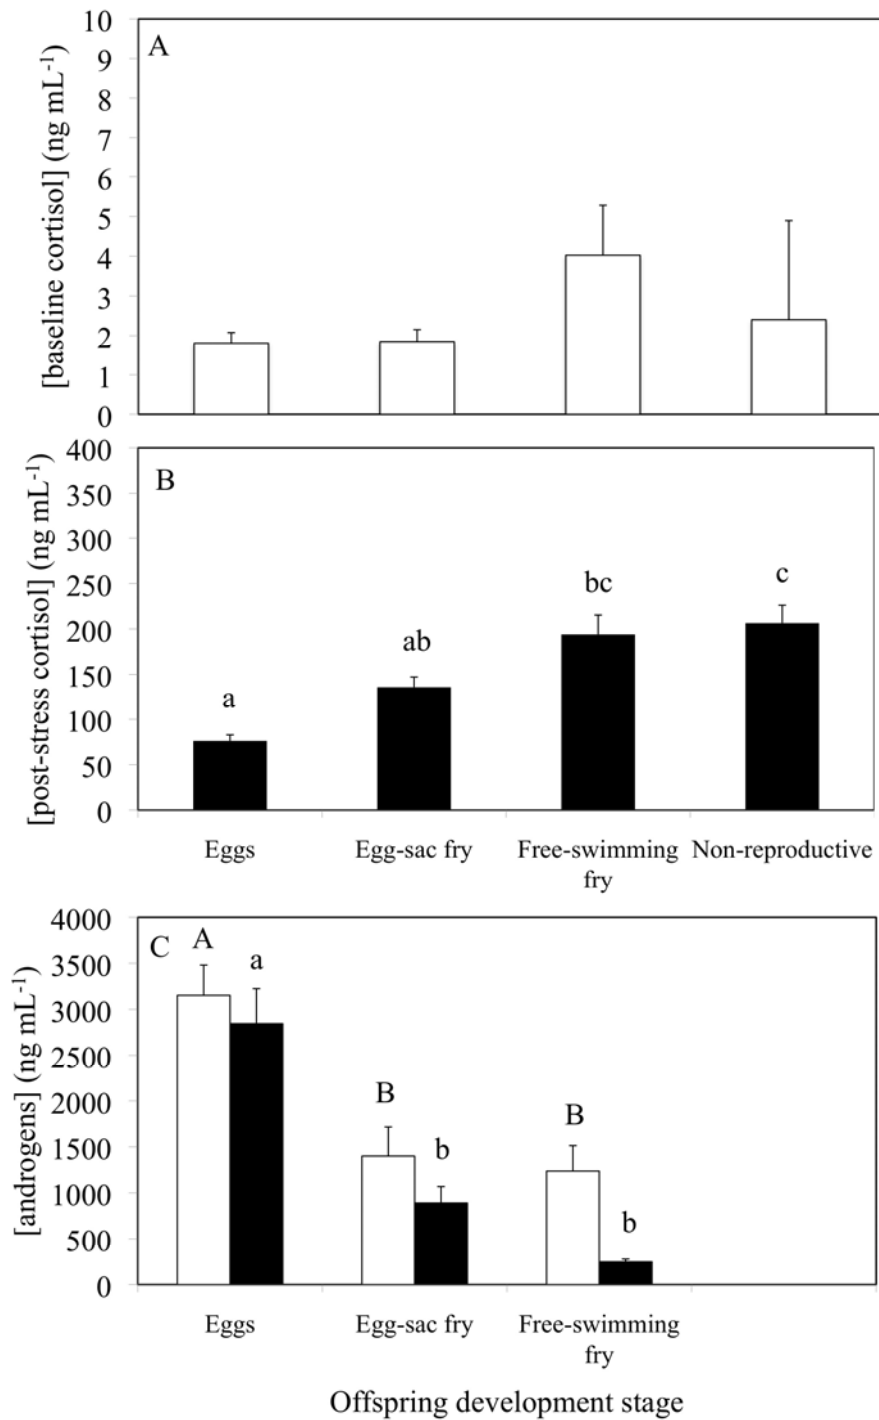 A
[baseline cortisol] (ng mL⁻¹)
10
9
8
7
6
5
4
3
2
1
0
B
[post-stress cortisol] (ng mL⁻¹)
400
350
300
250
200
150
100
50
0
a
ab
bc
c
Eggs
Egg-sac fry
Free-swimming
fry
Non-reproductive
C
[androgens] (ng mL⁻¹)
4000
3500
3000
2500
2000
1500
1000
500
0
A
a
B
b
B
b
Eggs
Egg-sac fry
Free-swimming
fry
Offspring development stage